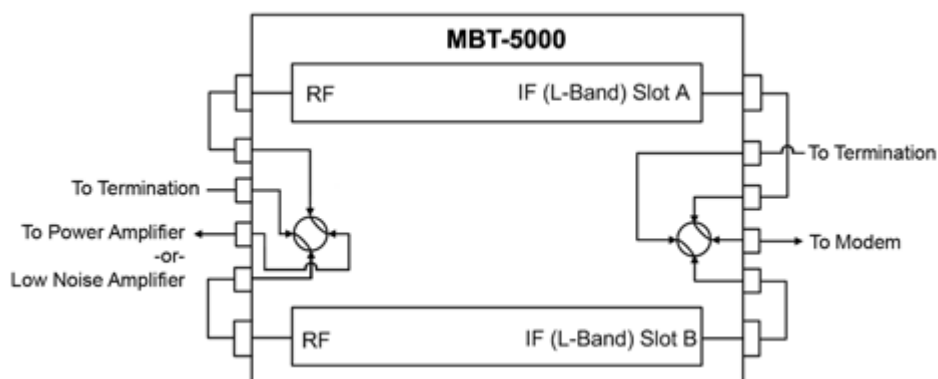 MBT-5000
RF
IF (L-Band) Slot A
To Termination
To Termination
To Power Amplifier
-or-
Low Noise Amplifier
To Modem
RF
IF (L-Band) Slot B